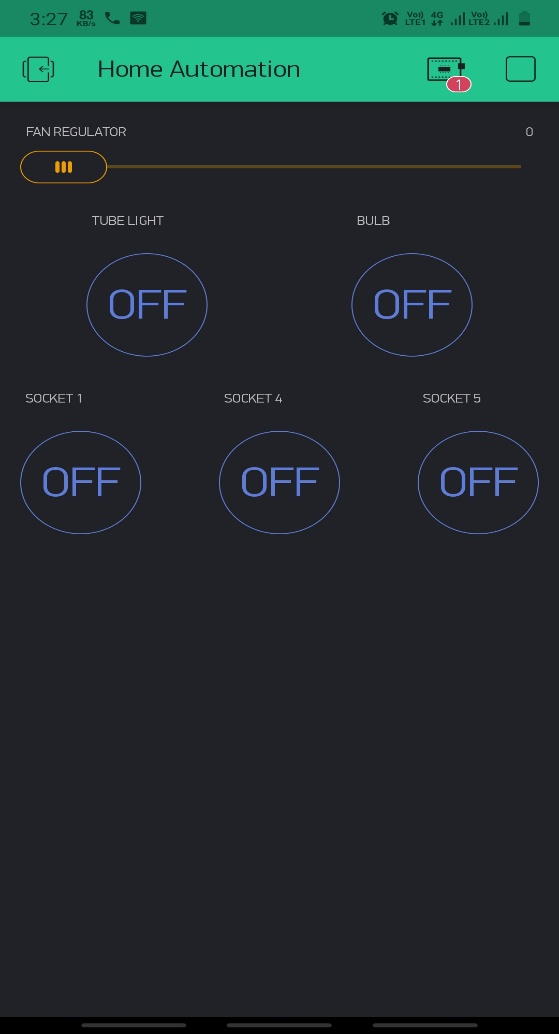 3:27 83 KB/s Vo)) LTE1 4G Vo)) LTE2
Home Automation
1
FAN REGULATOR 0
TUBE LIGHT BULB
OFF OFF
SOCKET 1 SOCKET 4 SOCKET 5
OFF OFF OFF